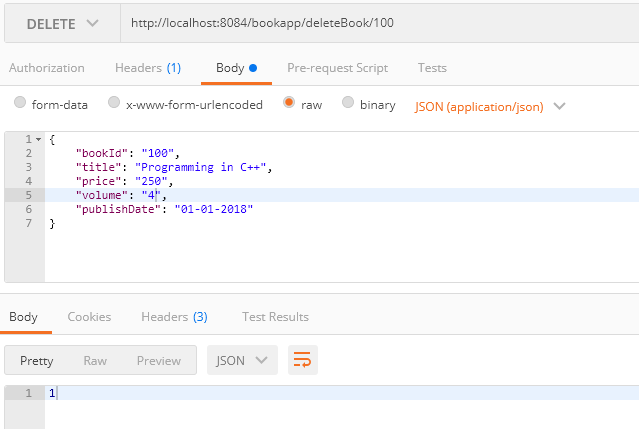 DELETE http://localhost:8084/bookapp/deleteBook/100
Authorization Headers (1) Body Pre-request Script Tests
form-data x-www-form-urlencoded raw binary JSON (application/json)
1 {
2 "bookId": "100",
3 "title": "Programming in C++",
4 "price": "250",
5 "volume": "4",
6 "publishDate": "01-01-2018"
7 }
Body Cookies Headers (3) Test Results
Pretty Raw Preview JSON
1 1